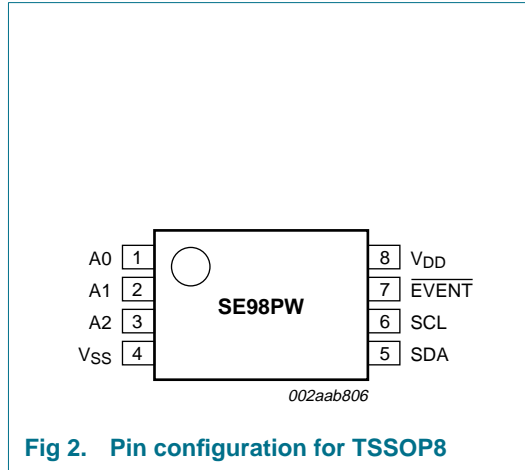 A0 1
A1 2
A2 3
VSS 4
SE98PW
8 VDD
7 EVENT
6 SCL
5 SDA
002aab806
Fig 2. Pin configuration for TSSOP8